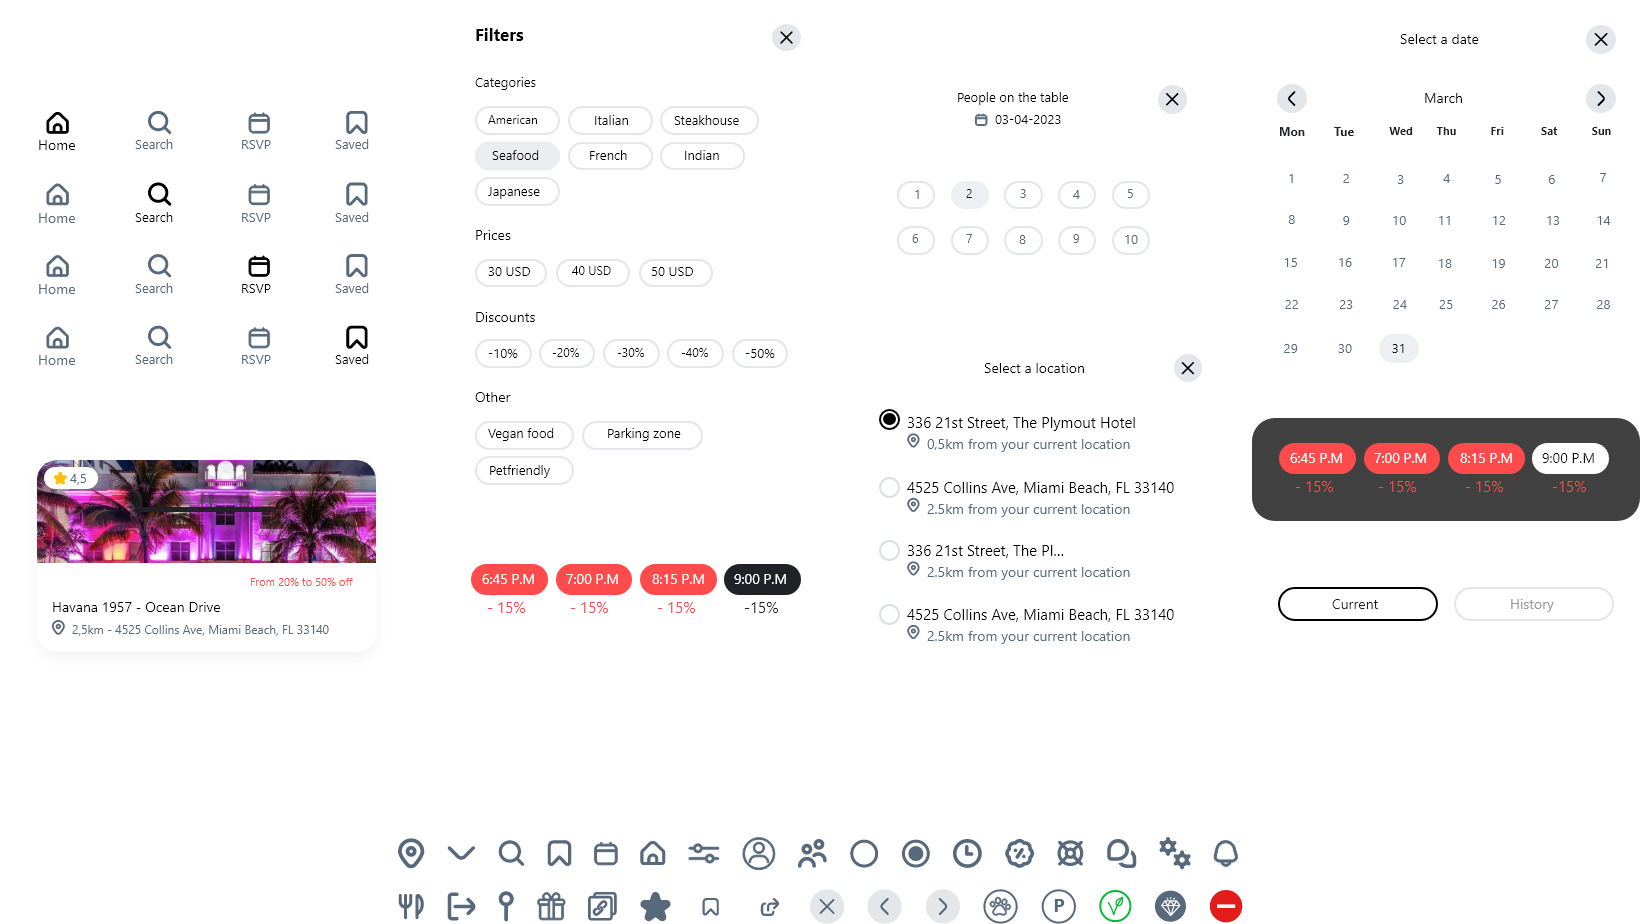 Home Search RSVP Saved
Home Search RSVP Saved
Home Search RSVP Saved
Home Search RSVP Saved
4,5
From 20% to 50% off
Havana 1957 - Ocean Drive
2,5km - 4525 Collins Ave, Miami Beach, FL 33140
Filters
Categories
American Italian Steakhouse
Seafood French Indian
Japanese
Prices
30 USD 40 USD 50 USD
Discounts
-10% -20% -30% -40% -50%
Other
Vegan food Parking zone
Petfriendly
6:45 P.M 7:00 P.M 8:15 P.M 9:00 P.M
- 15% - 15% - 15% -15%
People on the table
03-04-2023
1 2 3 4 5
6 7 8 9 10
Select a location
336 21st Street, The Plymout Hotel
0,5km from your current location
4525 Collins Ave, Miami Beach, FL 33140
2.5km from your current location
336 21st Street, The Pl...
2.5km from your current location
4525 Collins Ave, Miami Beach, FL 33140
2.5km from your current location
Select a date
March
Mon Tue Wed Thu Fri Sat Sun
1 2 3 4 5 6 7
8 9 10 11 12 13 14
15 16 17 18 19 20 21
22 23 24 25 26 27 28
29 30 31
6:45 P.M 7:00 P.M 8:15 P.M 9:00 P.M
- 15% - 15% - 15% -15%
Current History
P